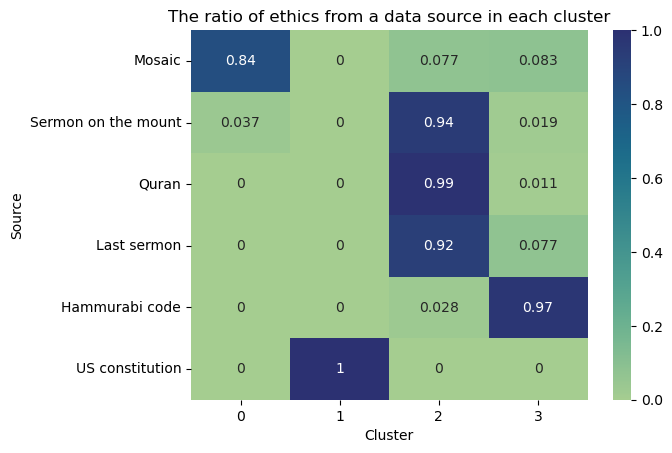 The ratio of ethics from a data source in each cluster
Mosaic 0.84 0 0.077 0.083
Sermon on the mount 0.037 0 0.94 0.019
Quran 0 0 0.99 0.011
Last sermon 0 0 0.92 0.077
Hammurabi code 0 0 0.028 0.97
US constitution 0 1 0 0
0 1 2 3
Cluster
Source
1.0
0.8
0.6
0.4
0.2
0.0